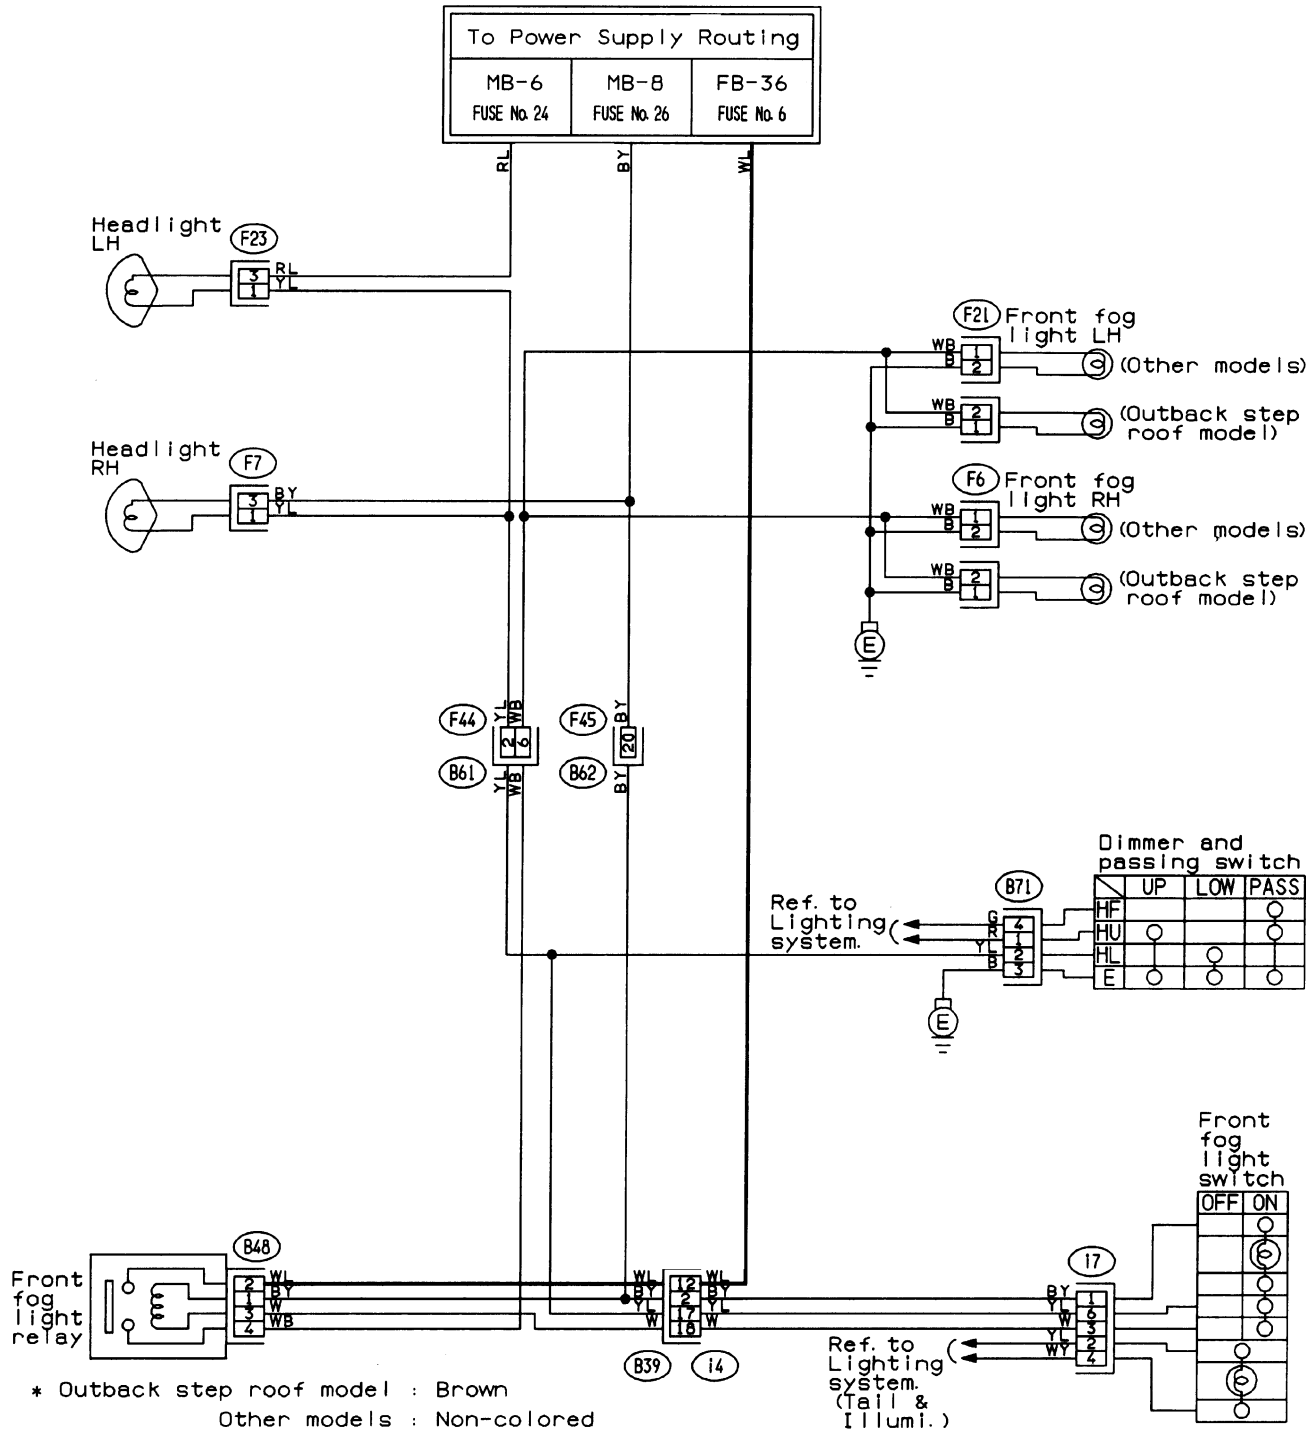 To Power Supply Routing
MB-6 MB-8 FB-36
FUSE No. 24 FUSE No. 26 FUSE No. 6
RL BY WL
Headlight
LH
F23
3 RL
1 YL
F21 Front fog
light LH
WB 1
B 2
(Other models)
WB 2
B 1
(Outback step
roof model)
Headlight
RH
F7
3 BY
1 YL
F6 Front fog
light RH
WB 1
B 2
(Other models)
WB 2
B 1
(Outback step
roof model)
E
F44 YL WB F45 BY
2 6 20
B61 YL WB B62 BY
Dimmer and
passing switch
B71
UP LOW PASS
Ref. to
Lighting
system.
G 4 HF
R 1 HU
YL 2 HL
B 3 E
E
Front
fog
light
switch
OFF ON
B48
i7
Front
fog
light
relay
2 WL WL 12 WL
1 BY BY 2 BY BY 1
3 W YL 17 YL YL 6
4 WB W 18 W W 3
YL 2
WY 4
B39 i4
Ref. to
Lighting
system.
(Tail &
Illumi.)
* Outback step roof model : Brown
Other models : Non-colored